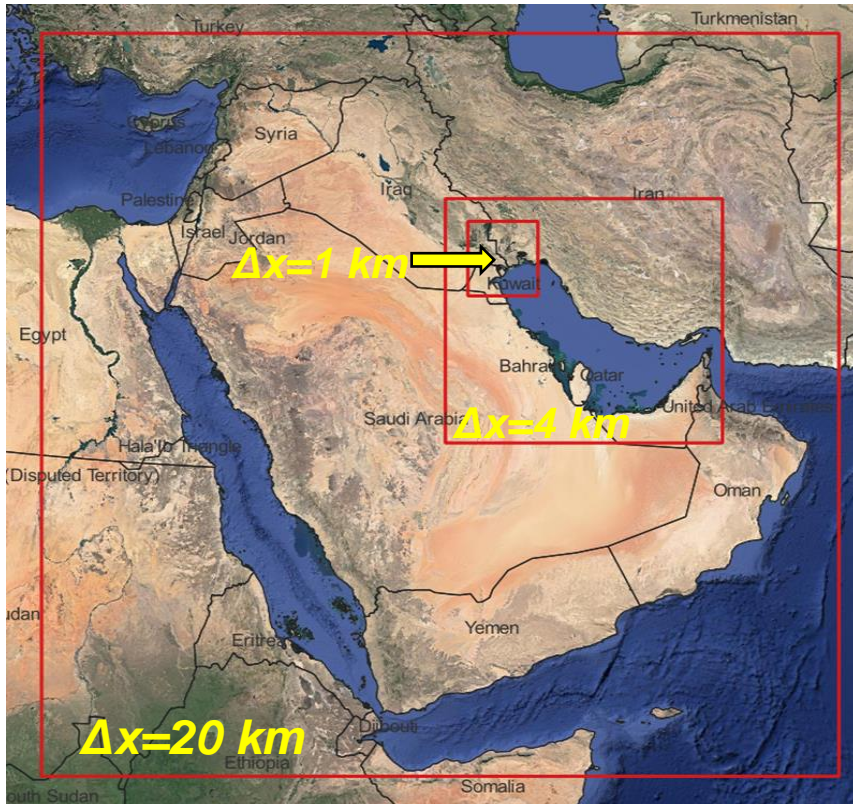 Turkmenistan
Turkey
Cyprus
Syria
Lebanon
Iraq
Iran
Palestine
Israel
Jordan
Δx=1 km
Kuwait
Egypt
Bahrain
Qatar
United Arab Emirates
Saudi Arabia
Δx=4 km
Hala'ib Triangle
(Disputed Territory)
Oman
udan
Yemen
Eritrea
Djibouti
Δx=20 km
Ethiopia
Somalia
outh Sudan